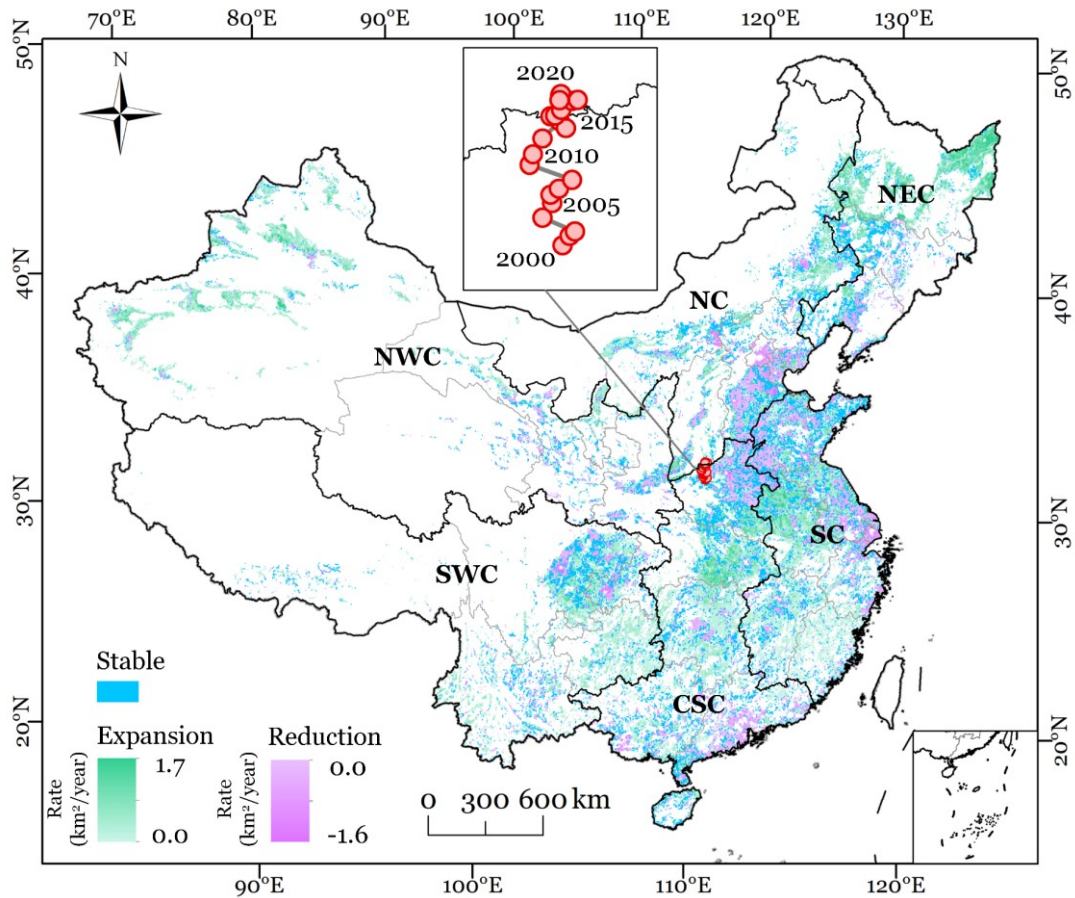 70°E 80°E 90°E 100°E 110°E 120°E 130°E
50°N
50°N
N
2020
2015
2010
2005
2000
NEC
40°N
40°N
NC
NWC
30°N
30°N
SC
SWC
Stable
CSC
20°N
20°N
Expansion
Reduction
Rate
(km²/year)
1.7
0.0
Rate
(km²/year)
0.0
-1.6
0 300 600 km
90°E 100°E 110°E 120°E